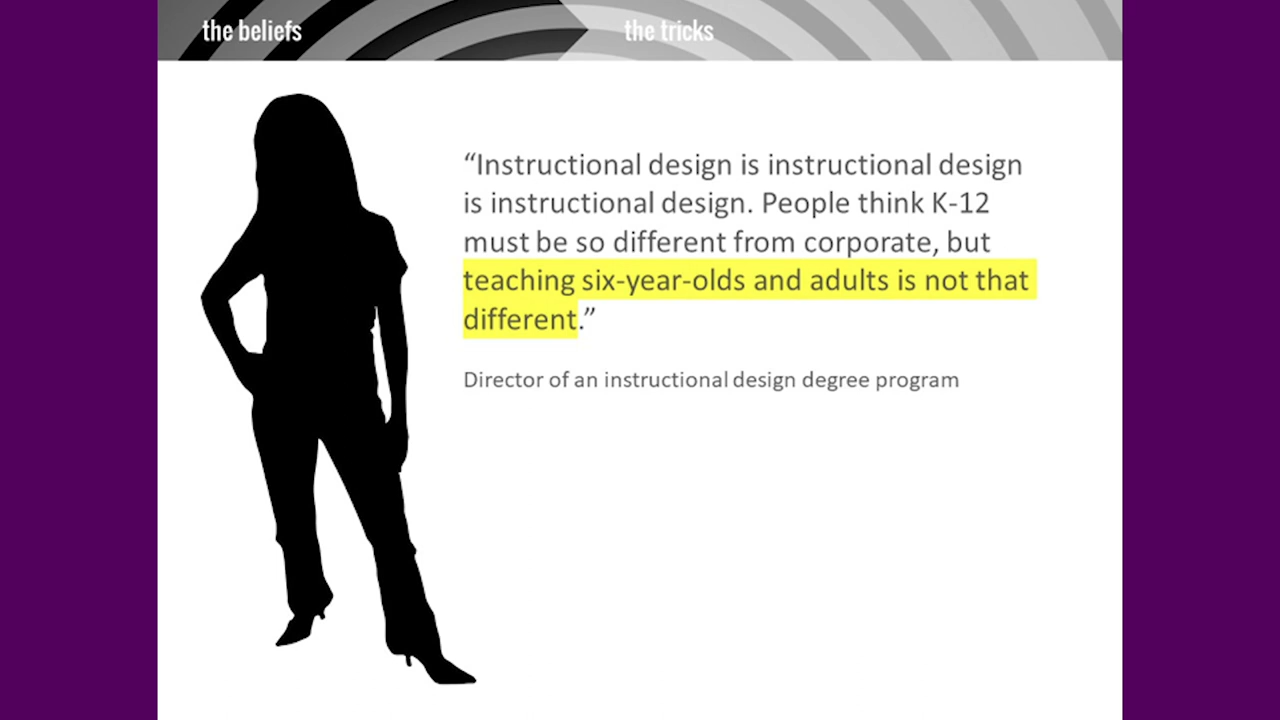 the beliefs
the tricks
“Instructional design is instructional design
is instructional design. People think K-12
must be so different from corporate, but
teaching six-year-olds and adults is not that
different.”
Director of an instructional design degree program